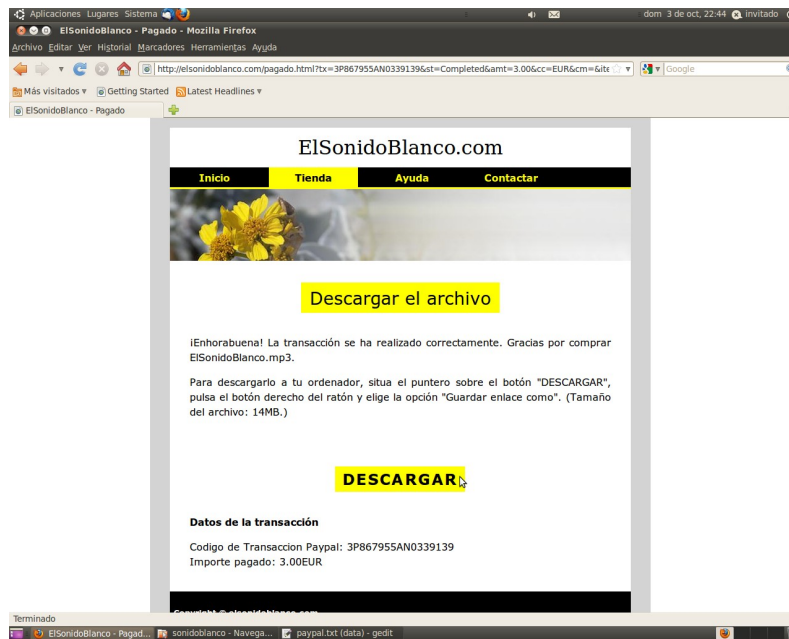 Aplicaciones Lugares Sistema dom 3 de oct, 22:44 invitado
ElSonidoBlanco - Pagado - Mozilla Firefox
Archivo Editar Ver Historial Marcadores Herramientas Ayuda
http://elsonidoblanco.com/pagado.html?tx=3P867955AN0339139&st=Completed&amt=3.00&cc=EUR&cm=&ite Google
Más visitados Getting Started Latest Headlines
ElSonidoBlanco - Pagado
ElSonidoBlanco.com
Inicio Tienda Ayuda Contactar
Descargar el archivo
¡Enhorabuena! La transacción se ha realizado correctamente. Gracias por comprar
ElSonidoBlanco.mp3.
Para descargarlo a tu ordenador, situa el puntero sobre el botón "DESCARGAR",
pulsa el botón derecho del ratón y elige la opción "Guardar enlace como". (Tamaño
del archivo: 14MB.)
DESCARGAR
Datos de la transacción
Codigo de Transaccion Paypal: 3P867955AN0339139
Importe pagado: 3.00EUR
Copyright © elsonidoblanco.com
Terminado
ElSonidoBlanco - Pagad... sonidoblanco - Navega... paypal.txt (data) - gedit